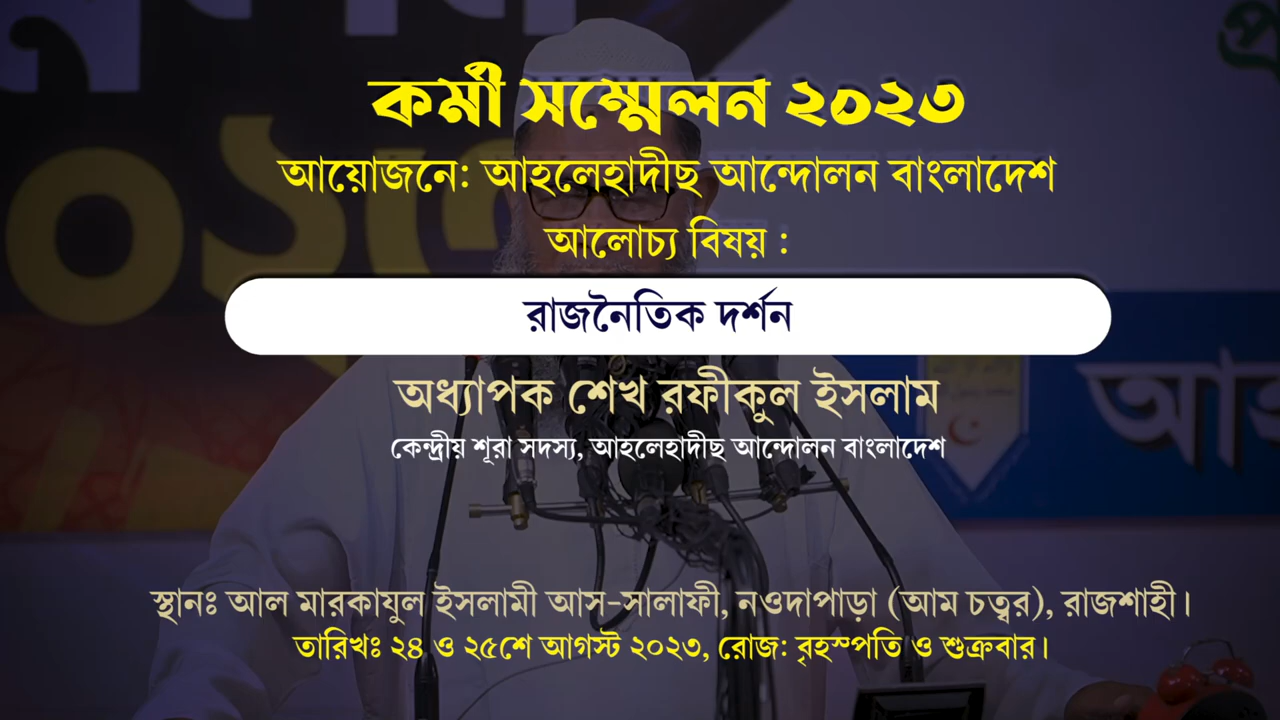 কর্মী সম্মেলন ২০২৩
আয়োজনে: আহলেহাদীছ আন্দোলন বাংলাদেশ
আলোচ্য বিষয় :
রাজনৈতিক দর্শন
অধ্যাপক শেখ রফীকুল ইসলাম
কেন্দ্রীয় শূরা সদস্য, আহলেহাদীছ আন্দোলন বাংলাদেশ
স্থানঃ আল মারকাযুল ইসলামী আস-সালাফী, নওদাপাড়া (আম চত্বর), রাজশাহী।
তারিখঃ ২৪ ও ২৫শে আগস্ট ২০২৩, রোজ: বৃহস্পতি ও শুক্রবার।